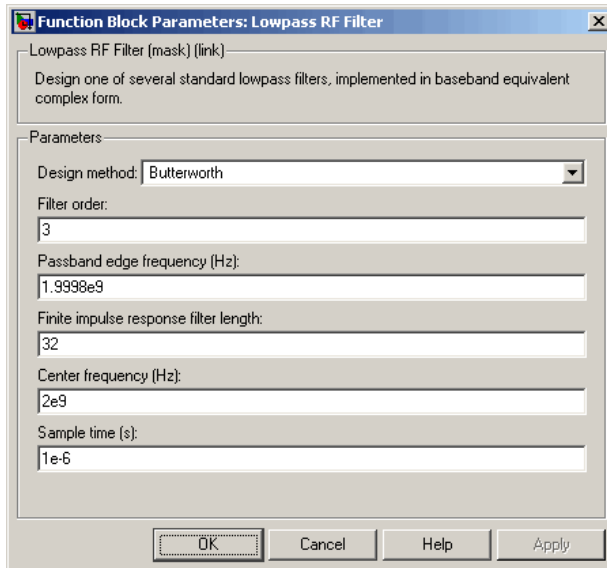 Function Block Parameters: Lowpass RF Filter
Lowpass RF Filter (mask) (link)
Design one of several standard lowpass filters, implemented in baseband equivalent
complex form.
Parameters
Design method: Butterworth
Filter order:
3
Passband edge frequency (Hz):
1.9998e9
Finite impulse response filter length:
32
Center frequency (Hz):
2e9
Sample time (s):
1e-6
OK Cancel Help Apply